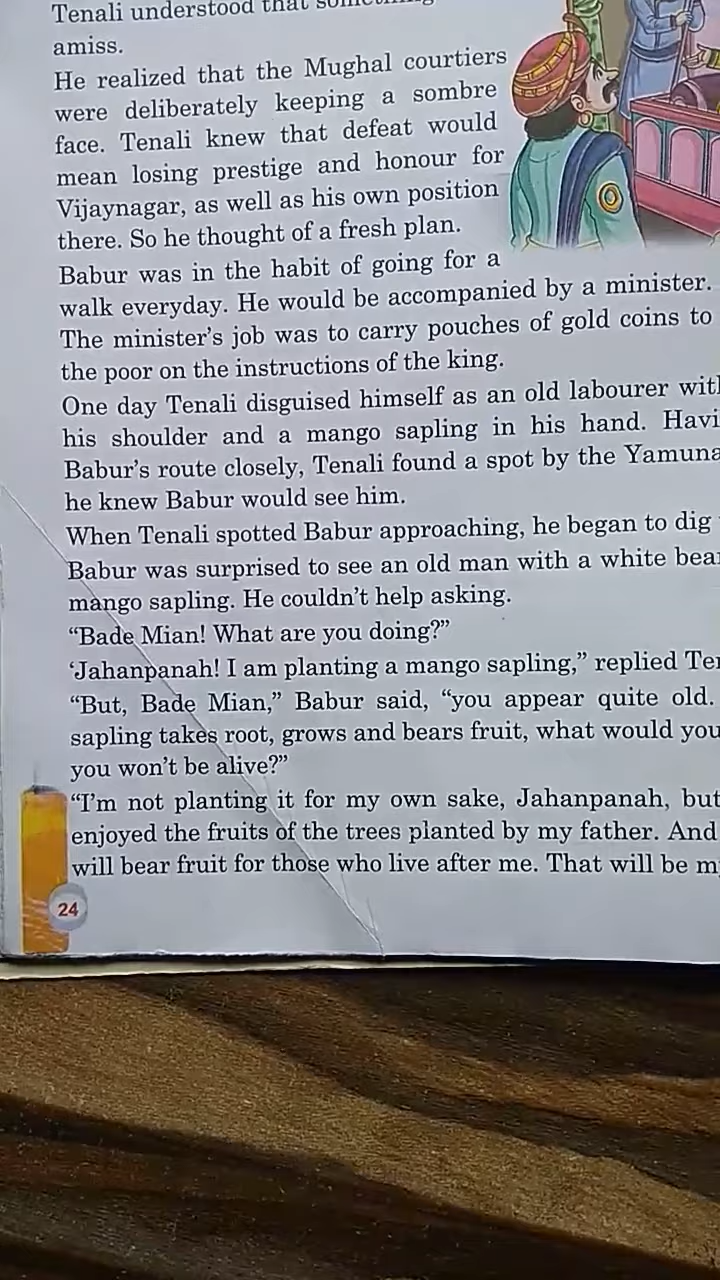 Tenali understood that
amiss.
He realized that the Mughal courtiers
were deliberately keeping a sombre
face. Tenali knew that defeat would
mean losing prestige and honour for
Vijaynagar, as well as his own position
there. So he thought of a fresh plan.
Babur was in the habit of going for a
walk everyday. He would be accompanied by a minister.
The minister's job was to carry pouches of gold coins to
the poor on the instructions of the king.
One day Tenali disguised himself as an old labourer
his shoulder and a mango sapling in his hand.
Babur's route closely, Tenali found a spot by the Yamuna
he knew Babur would see him.
When Tenali spotted Babur approaching, he began to dig
Babur was surprised to see an old man with a white
mango sapling. He couldn't help asking.
“Bade Mian! What are you doing?”
‘Jahanpanah! I am planting a mango sapling,” replied
“But, Bade Mian,” Babur said, “you appear quite old.
sapling takes root, grows and bears fruit, what would you
you won't be alive?”
“I'm not planting it for my own sake, Jahanpanah, but
enjoyed the fruits of the trees planted by my father. And
will bear fruit for those who live after me. That will be
24